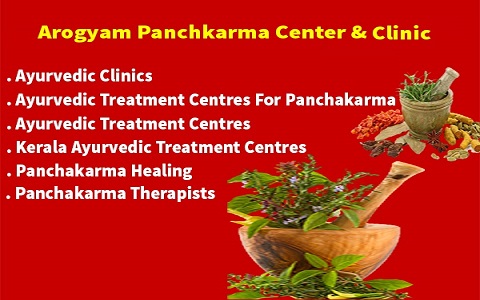 Arogyam Panchkarma Center & Clinic
. Ayurvedic Clinics
. Ayurvedic Treatment Centres For Panchakarma
. Ayurvedic Treatment Centres
. Kerala Ayurvedic Treatment Centres
. Panchakarma Healing
. Panchakarma Therapists